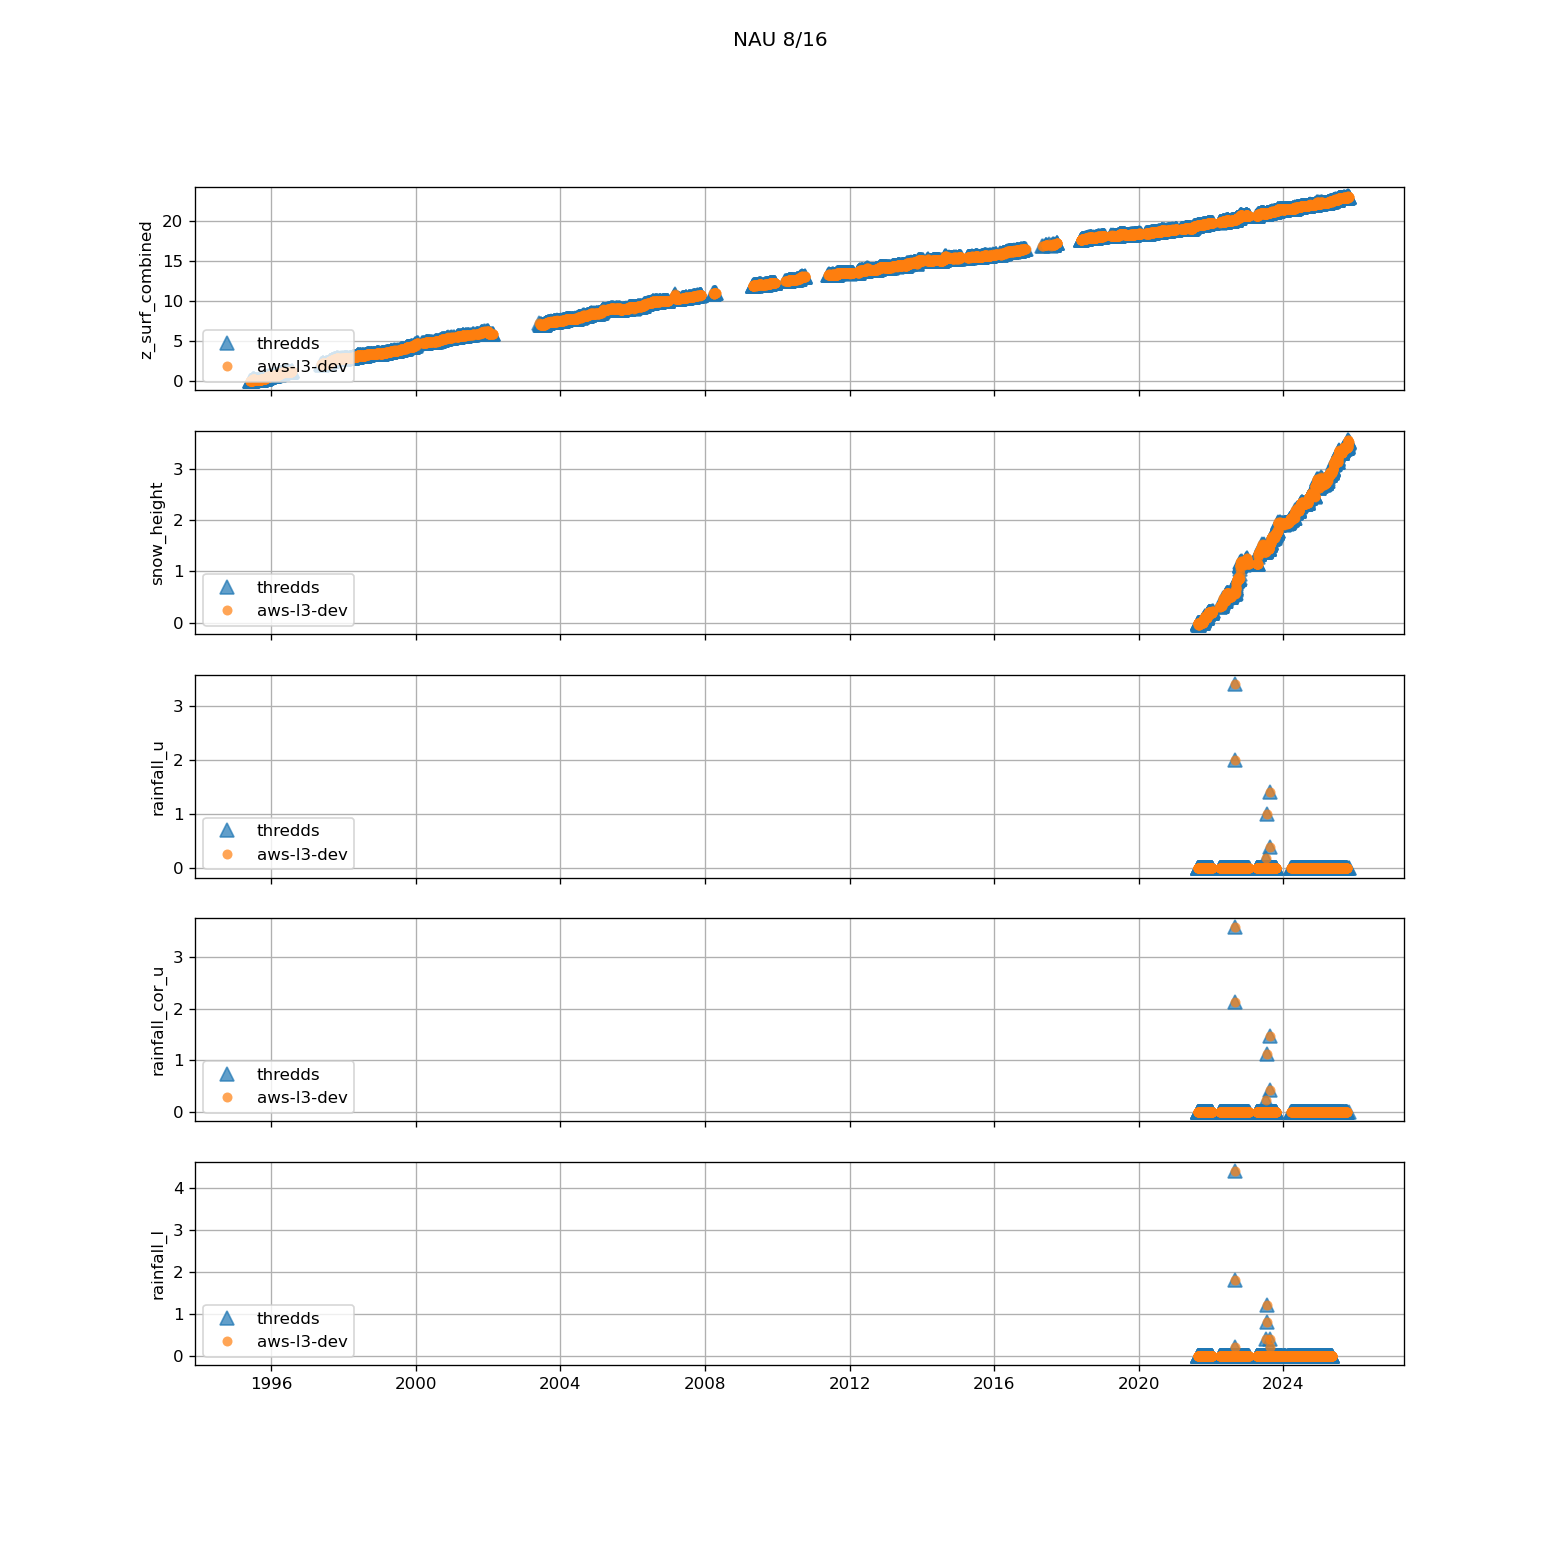 NAU 8/16
z_surf_combined
20
15
10
5
0
thredds
aws-l3-dev
snow_height
3
2
1
0
thredds
aws-l3-dev
rainfall_u
3
2
1
0
thredds
aws-l3-dev
rainfall_cor_u
3
2
1
0
thredds
aws-l3-dev
rainfall_l
4
3
2
1
0
thredds
aws-l3-dev
1996 2000 2004 2008 2012 2016 2020 2024